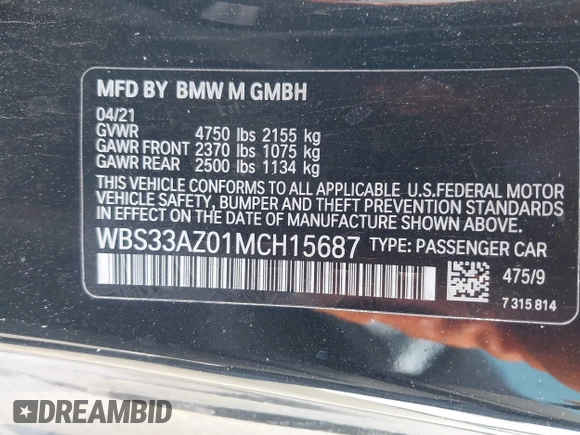 MFD BY BMW M GMBH
04/21
GVWR 4750 lbs 2155 kg
GAWR FRONT 2370 lbs 1075 kg
GAWR REAR 2500 lbs 1134 kg
THIS VEHICLE CONFORMS TO ALL APPLICABLE U.S.FEDERAL MOTOR
VEHICLE SAFETY, BUMPER AND THEFT PREVENTION STANDARDS
IN EFFECT ON THE DATE OF MANUFACTURE SHOWN ABOVE.
WBS33AZ01MCH15687 TYPE: PASSENGER CAR
475/9
7 315 814
DREAMBID